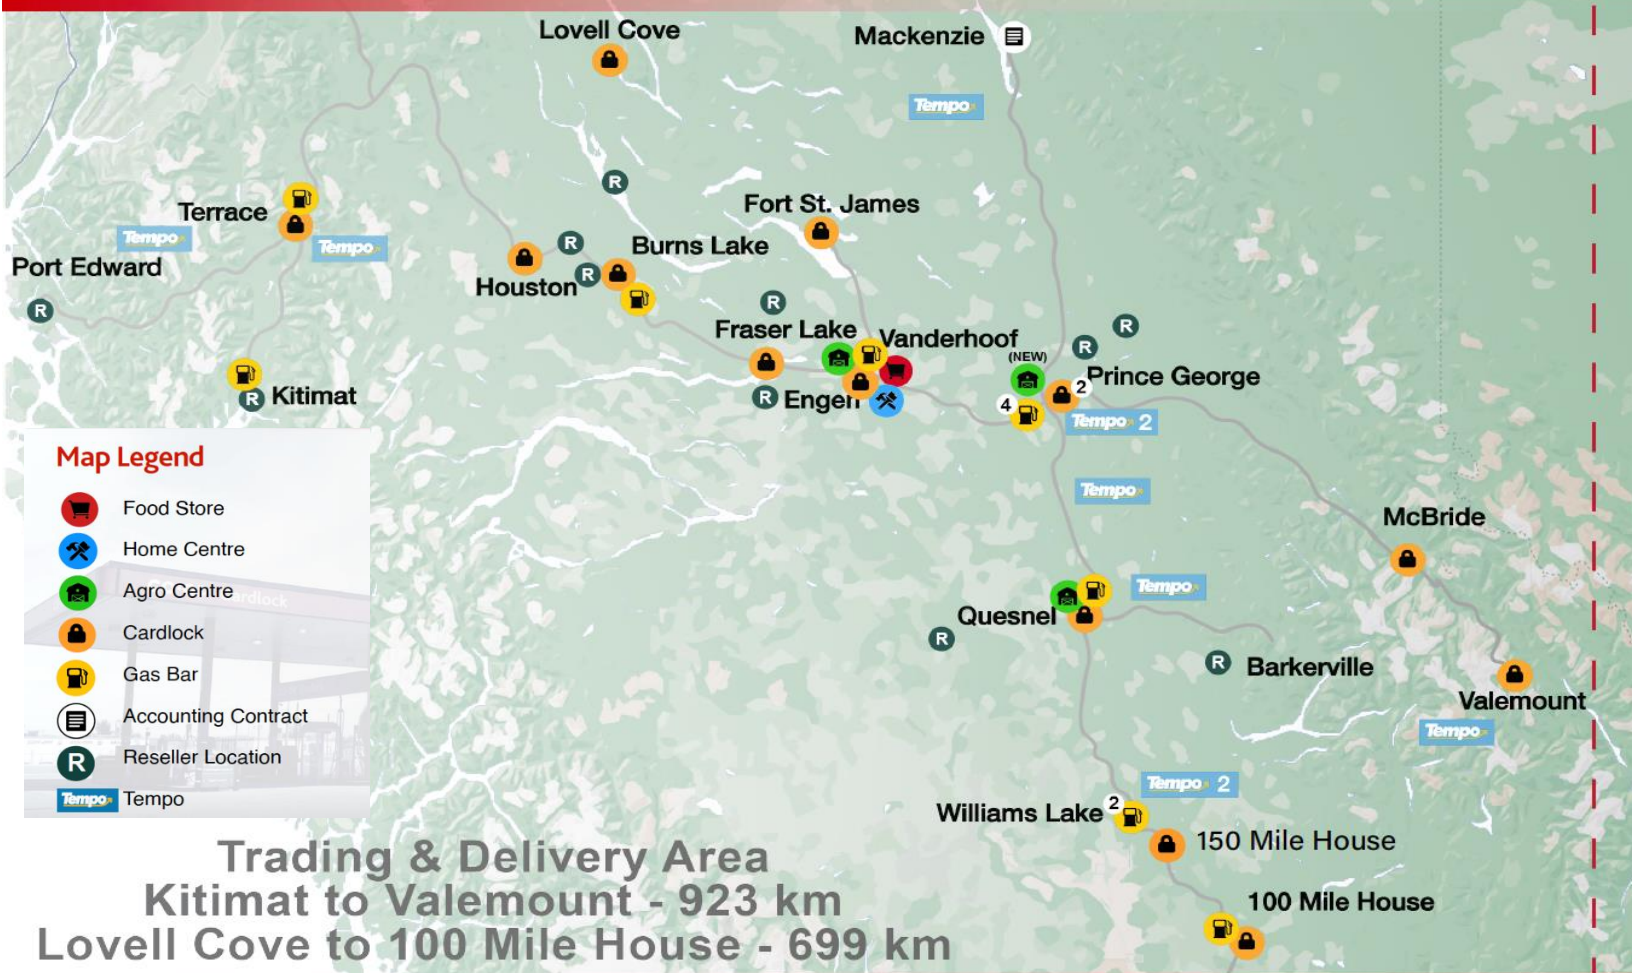 Lovell Cove
Mackenzie
Tempo
Fort St. James
Terrace
Tempo
Tempo
R
Burns Lake
Port Edward
R
Houston
R
R
R
Fraser Lake
Vanderhoof
(NEW)
R
R
Prince George
2
4
Tempo 2
Kitimat
R
R
Engen
Tempo
McBride
Tempo
Quesnel
R
R
Barkerville
Valemount
Tempo
Tempo 2
Williams Lake
2
150 Mile House
100 Mile House
Map Legend
Food Store
Home Centre
Agro Centre
Cardlock
Gas Bar
Accounting Contract
R Reseller Location
Tempo Tempo
Trading & Delivery Area
Kitimat to Valemount - 923 km
Lovell Cove to 100 Mile House - 699 km